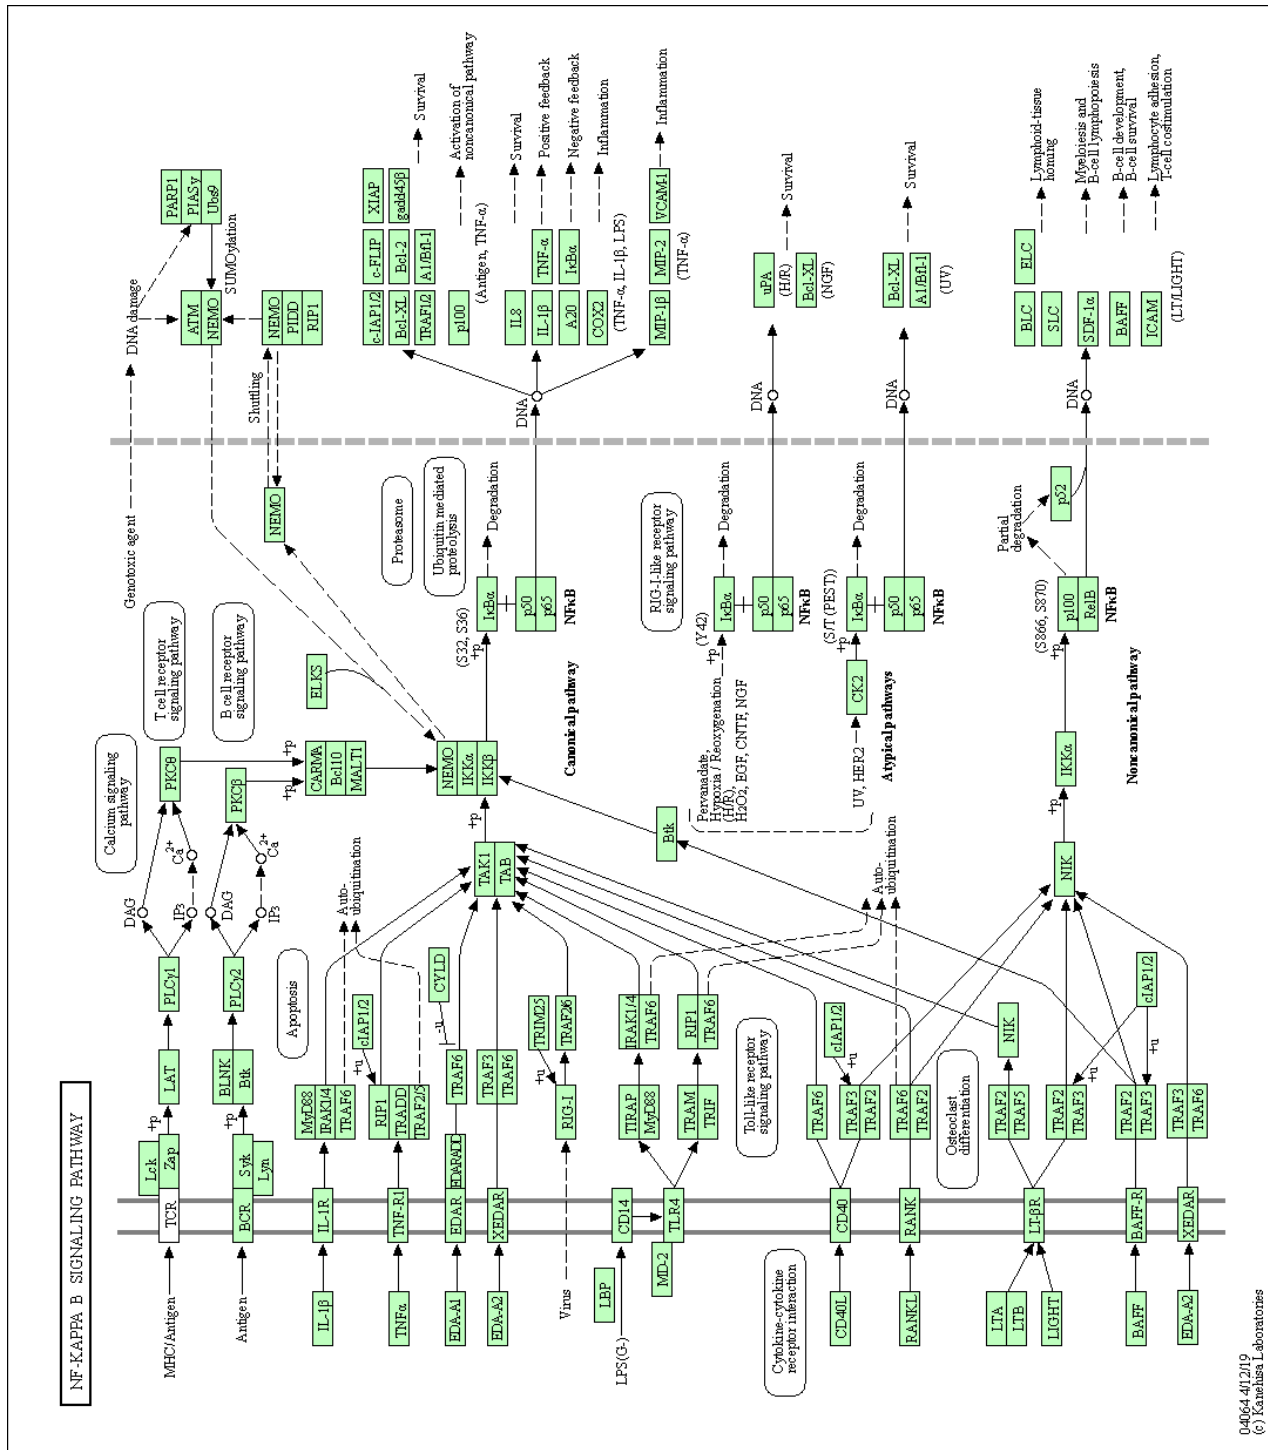 NF-KAPPA B SIGNALING PATHWAY
MHC/Antigen
TCR
Lck
Zap
+p
LAT
PLCγ1
DAG
IP3
Ca2+
PKCθ
Calcium signaling
pathway
T cell receptor
signaling pathway
B cell receptor
signaling pathway
Antigen
BCR
Syk
Lyn
+p
BLNK
Btk
PLCγ2
DAG
IP3
Ca2+
PKCβ
+p
+p
CARMA
Bcl10
MALT1
ELKS
Genotoxic agent
DNA damage
ATM
NEMO
SUMOylation
PARP1
PIASy
Ubs9
NEMO
Shuttling
NEMO
PIDD
RIP1
IL-1β
IL-1R
MyD88
IRAK1/4
TRAF6
Apoptosis
Auto-
ubiquitination
TNFα
TNF-R1
RIP1
TRADD
TRAF2/5
+u
cIAP1/2
EDA-A1
EDAR
EDARADD
TRAF6
-u
CYLD
EDA-A2
XEDAR
TRAF3
TRAF6
TAK1
TAB
+p
NEMO
IKKα
IKKβ
Canonical pathway
Proteasome
Ubiquitin mediated
proteolysis
(S32, S36)
+p
IκBα
Degradation
p50
p65
NFκB
DNA
c-IAP1/2
c-FLIP
XIAP
Bcl-XL
Bcl-2
gadd45β
TRAF1/2
A1/Bfl-1
Survival
p100
Activation of
noncanonical pathway
(Antigen, TNF-α)
IL8
Survival
IL-1β
TNF-α
Positive feedback
A20
IκBα
Negative feedback
COX2
Inflammation
(TNF-α, IL-1β, LPS)
MIP-1β
MIP-2
VCAM-1
Inflammation
(TNF-α)
Virus
RIG-I
+u
TRIM25
TRAF2/6
LPS(G-)
LBP
CD14
MD-2
TLR4
TIRAP
MyD88
IRAK1/4
TRAF6
TRAM
TRIF
RIP1
TRAF6
Toll-like receptor
signaling pathway
Btk
RIG-I-like receptor
signaling pathway
Pervanadate,
Hypoxia / Reoxygenation
(H/R)
H2O2, EGF, CNTF, NGF
+p
(Y42)
IκBα
Degradation
p50
p65
NFκB
DNA
uPA
(H/R)
Bcl-XL
(NGF)
Survival
UV, HER2
CK2
+p
(S/T (PEST))
IκBα
Degradation
p50
p65
NFκB
Atypical pathways
DNA
Bcl-XL
A1/Bfl-1
(UV)
Survival
Cytokine-cytokine
receptor interaction
CD40L
CD40
TRAF6
TRAF3
TRAF2
+u
cIAP1/2
Auto-
ubiquitination
RANKL
RANK
TRAF6
TRAF2
Osteoclast
differentiation
LTA
LTB
LIGHT
LT-βR
TRAF2
TRAF5
NIK
TRAF2
TRAF3
+u
BAFF
BAFF-R
TRAF2
TRAF3
+u
cIAP1/2
EDA-A2
XEDAR
TRAF3
TRAF6
NIK
+p
IKKα
+p
(S866, S870)
p100
RelB
NFκB
Noncanonical pathway
Partial
degradation
p52
DNA
BLC
ELC
SLC
Lymphoid-tissue
homing
SDF-1α
Myeloiesis and
B-cell lymphopoiesis
BAFF
B-cell development,
B-cell survival
ICAM
Lymphocyte adhesion,
T-cell costimulation
(LT/LIGHT)
04064 4/12/19
(c) Kanehisa Laboratories